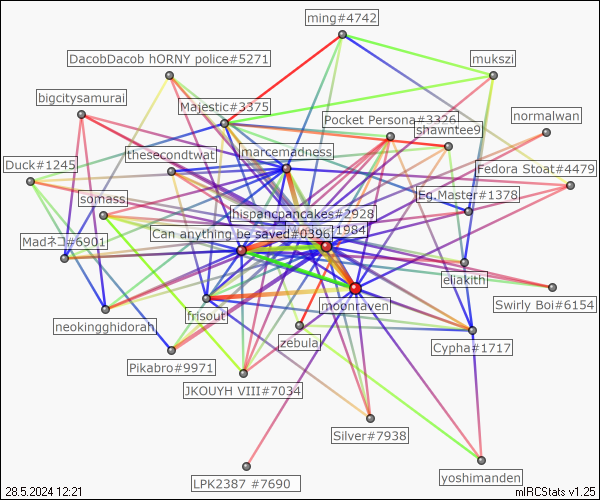 ming#4742
DacobDacob hORNY police#5271
mukszi
bigcitysamurai
Majestic#3375
Pocket Persona#3326
normalwan
shawntee9
thesecondtwat
marcemadness
Duck#1245
Fedora Stoat#4479
Eg.Master#1378
somass
hispancpancakes#2928
1984
Can anything be saved#0396
Madネコ#6901
eliakith
Swirly Boi#6154
moonraven
neokingghidorah
frisout
zebulal
Cypha#1717
Pikabro#9971
JKOUYH VIII#7034
Silver#7938
LPK2387 #7690
yoshimanden
28.5.2024 12:21
mIRCStats v1.25